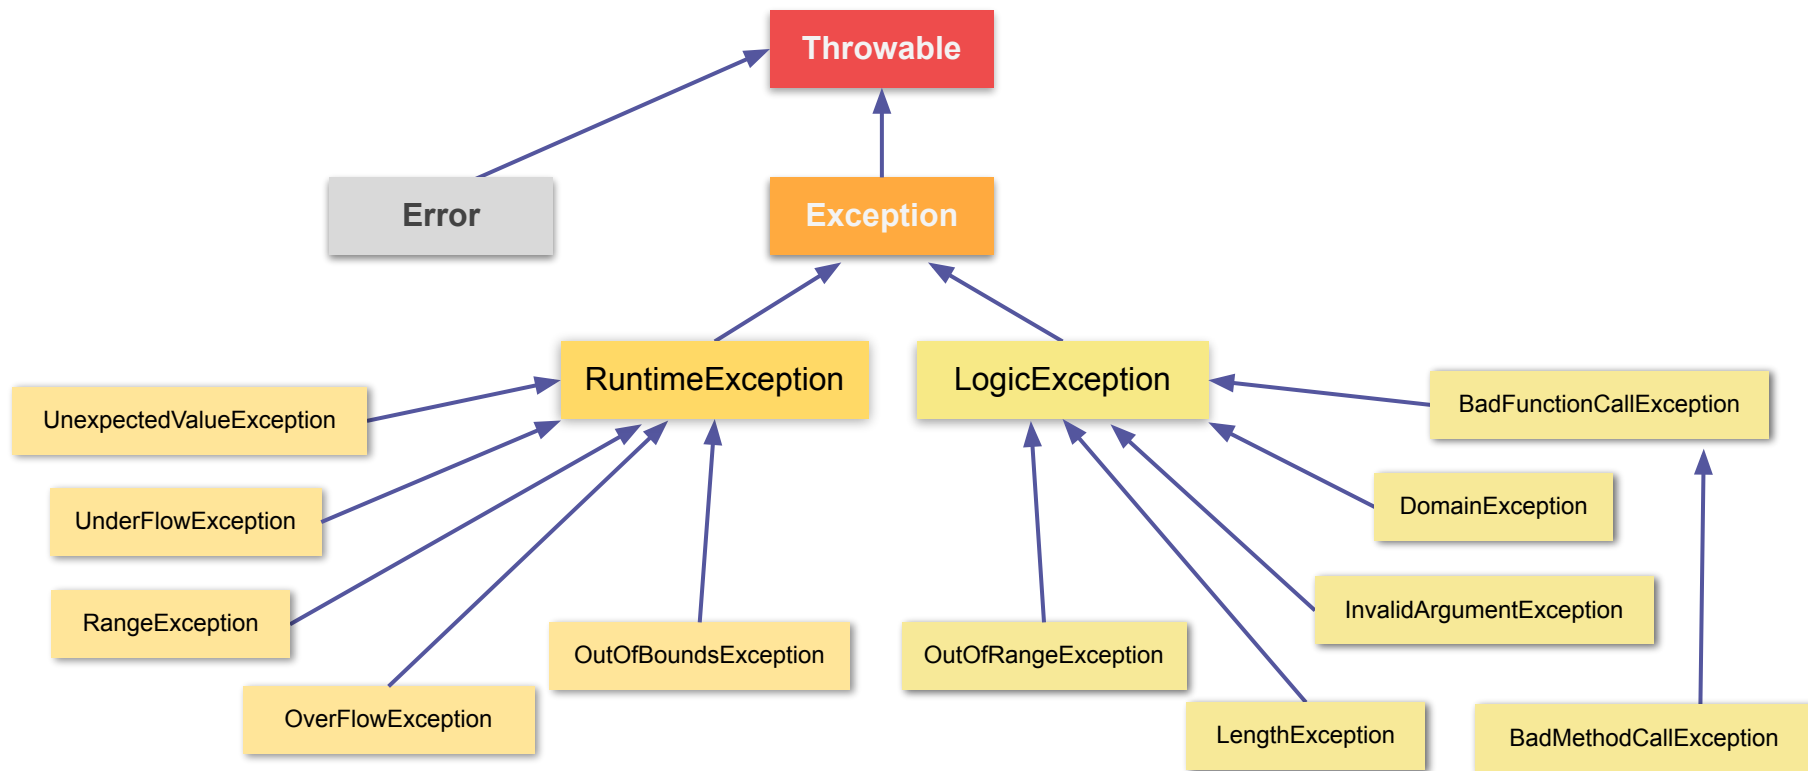 Throwable
Error
Exception
RuntimeException
LogicException
UnexpectedValueException
BadFunctionCallException
UnderFlowException
DomainException
RangeException
InvalidArgumentException
OutOfBoundsException
OutOfRangeException
OverFlowException
LengthException
BadMethodCallException